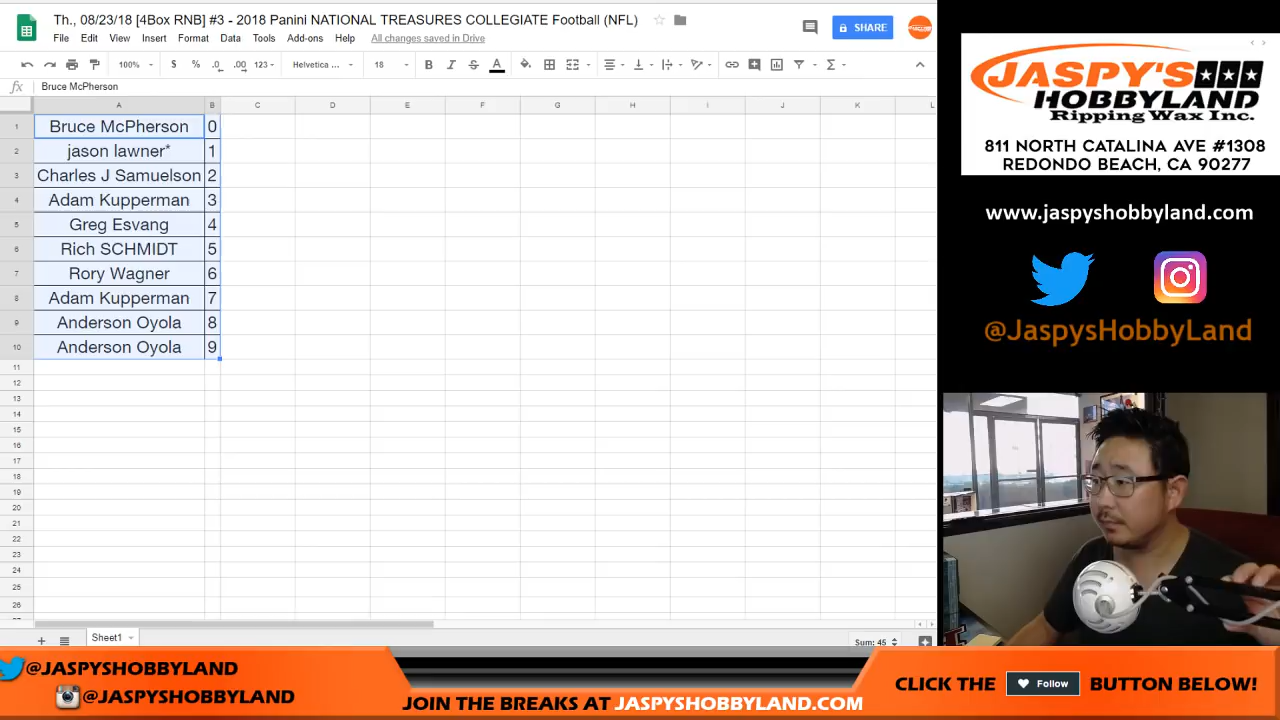 Th., 08/23/18 [4Box RNB] #3 - 2018 Panini NATIONAL TREASURES COLLEGIATE Football (NFL)
File Edit View Insert Format Data Tools Add-ons Help All changes saved in Drive
SHARE
100% $ % .0 .00 123 Helvetica ... 18 B I S A
fx Bruce McPherson
A B C D E F G H I J K L
1 Bruce McPherson 0
2 jason lawner* 1
3 Charles J Samuelson 2
4 Adam Kupperman 3
5 Greg Esvang 4
6 Rich SCHMIDT 5
7 Rory Wagner 6
8 Adam Kupperman 7
9 Anderson Oyola 8
10 Anderson Oyola 9
11
12
13
14
15
16
17
18
19
20
21
22
23
24
25
26
Sheet1
Sum: 45
JASPY'S
HOBBYLAND
Ripping Wax Inc.
811 NORTH CATALINA AVE #1308
REDONDO BEACH, CA 90277
www.jaspyshobbyland.com
@JaspysHobbyLand
@JASPYSHOBBYLAND
@JASPYSHOBBYLAND
JOIN THE BREAKS AT JASPYSHOBBYLAND.COM
CLICK THE Follow BUTTON BELOW!